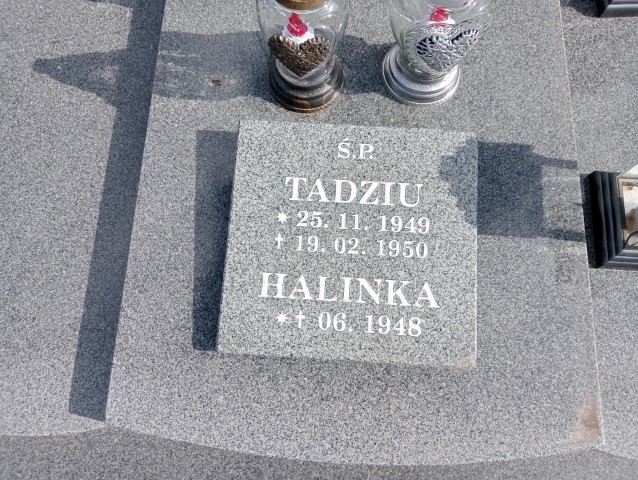 Ś.P.
TADZIU
* 25. 11. 1949
† 19. 02. 1950
HALINKA
*† 06. 1948